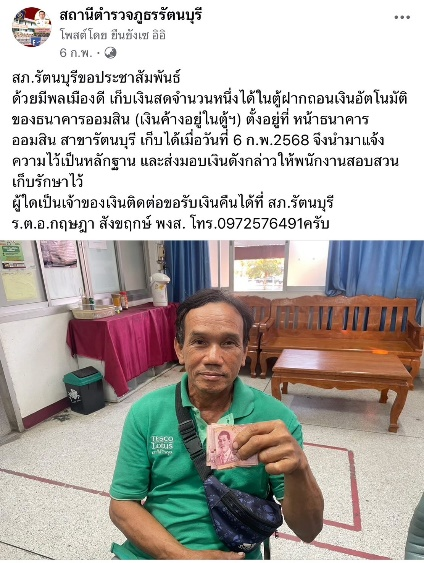 สถานีตำรวจภูธรรัตนบุรี
โพสต์โดย ยืนยังเซ อิอิ
6 ก.พ. ·
สภ.รัตนบุรีขอประชาสัมพันธ์
ด้วยมีพลเมืองดี เก็บเงินสดจำนวนหนึ่งได้ในตู้ฝากถอนเงินอัตโนมัติ
ของธนาคารออมสิน (เงินค้างอยู่ในตู้ฯ) ตั้งอยู่ที่ หน้าธนาคาร
ออมสิน สาขารัตนบุรี เก็บได้เมื่อวันที่ 6 ก.พ.2568 จึงนำมาแจ้ง
ความไว้เป็นหลักฐาน และส่งมอบเงินดังกล่าวให้พนักงานสอบสวน
เก็บรักษาไว้
ผู้ใดเป็นเจ้าของเงินติดต่อขอรับเงินคืนได้ที่ สภ.รัตนบุรี
ร.ต.อ.กฤษฎา สังขฤกษ์ พงส. โทร.0972576491ครับ
TESCO
Lotus